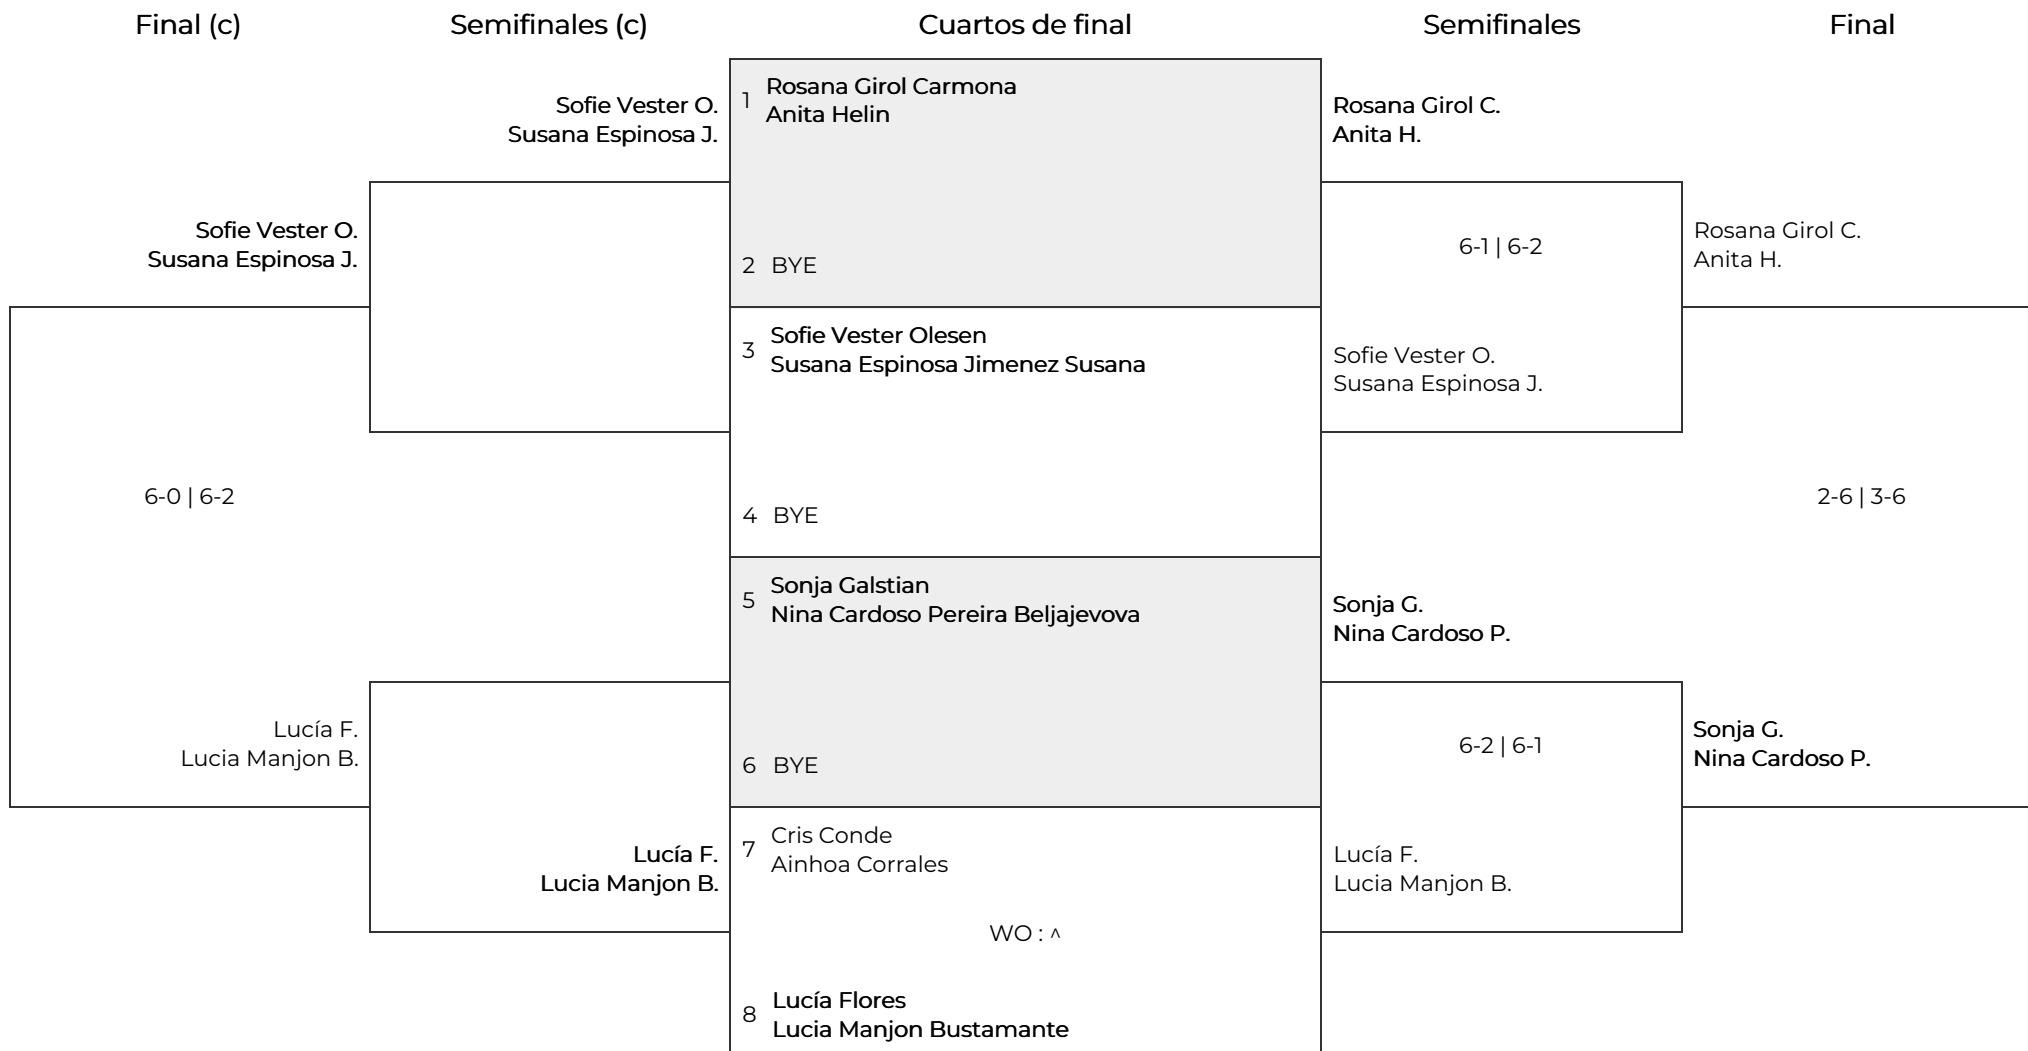 Final (c)
Semifinales (c)
Cuartos de final
Semifinales
Final
Sofie Vester O.
Susana Espinosa J.
Sofie Vester O.
Susana Espinosa J.
6-0 | 6-2
Lucía F.
Lucia Manjon B.
Lucía F.
Lucia Manjon B.
1 Rosana Girol Carmona
Anita Helin
2 BYE
3 Sofie Vester Olesen
Susana Espinosa Jimenez Susana
4 BYE
5 Sonja Galstian
Nina Cardoso Pereira Beljajevova
6 BYE
7 Cris Conde
Ainhoa Corrales
WO : ^
8 Lucía Flores
Lucia Manjon Bustamante
Rosana Girol C.
Anita H.
6-1 | 6-2
Sofie Vester O.
Susana Espinosa J.
Sonja G.
Nina Cardoso P.
6-2 | 6-1
Lucía F.
Lucia Manjon B.
Rosana Girol C.
Anita H.
2-6 | 3-6
Sonja G.
Nina Cardoso P.